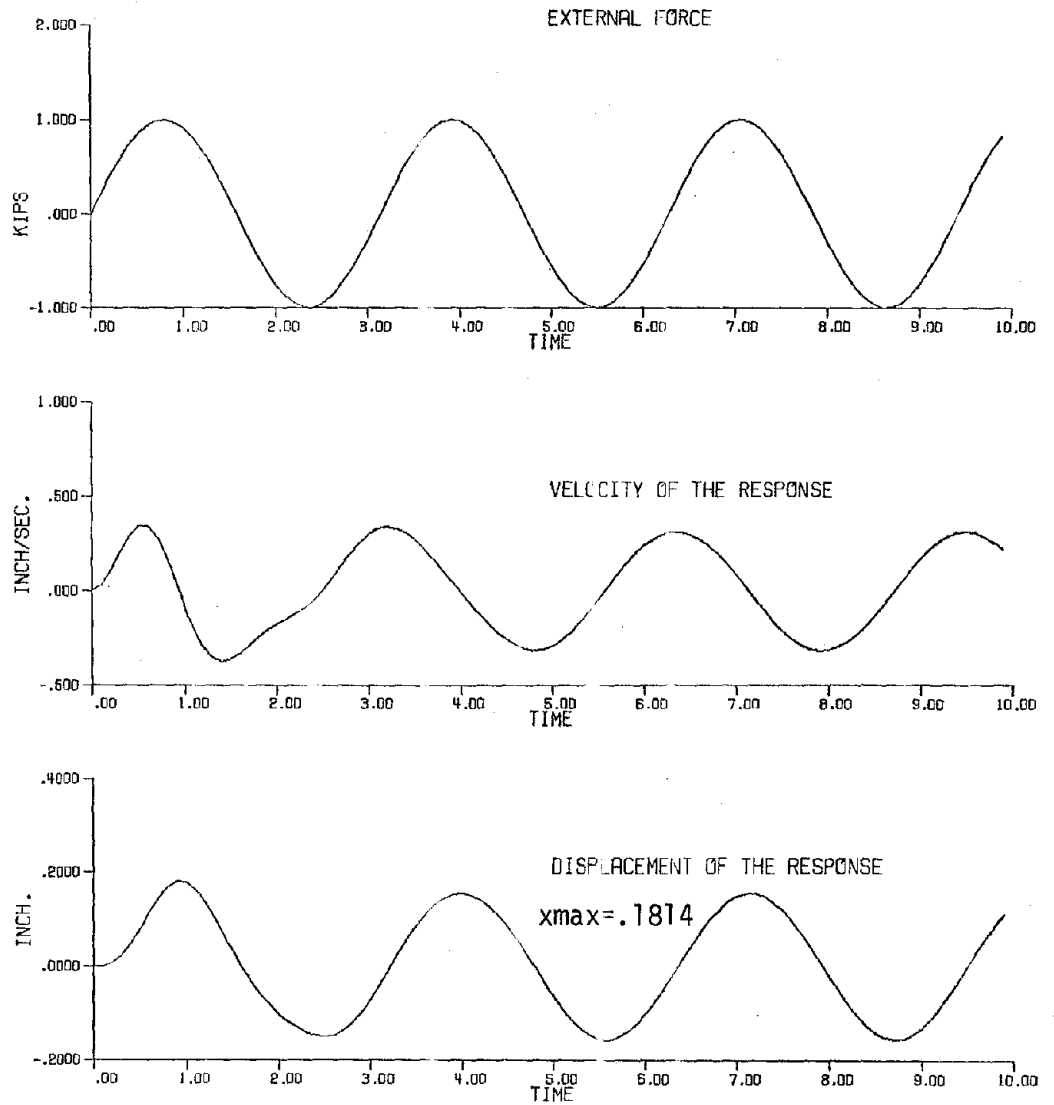 EXTERNAL FORCE
2.000
1.000
.000
-1.000
KIPS
.00 1.00 2.00 3.00 4.00 5.00 6.00 7.00 8.00 9.00 10.00
TIME
1.000
.500
.000
-.500
INCH/SEC.
VELOCITY OF THE RESPONSE
.00 1.00 2.00 3.00 4.00 5.00 6.00 7.00 8.00 9.00 10.00
TIME
.4000
.2000
.0000
-.2000
INCH.
DISPLACEMENT OF THE RESPONSE
xmax=.1814
.00 1.00 2.00 3.00 4.00 5.00 6.00 7.00 8.00 9.00 10.00
TIME